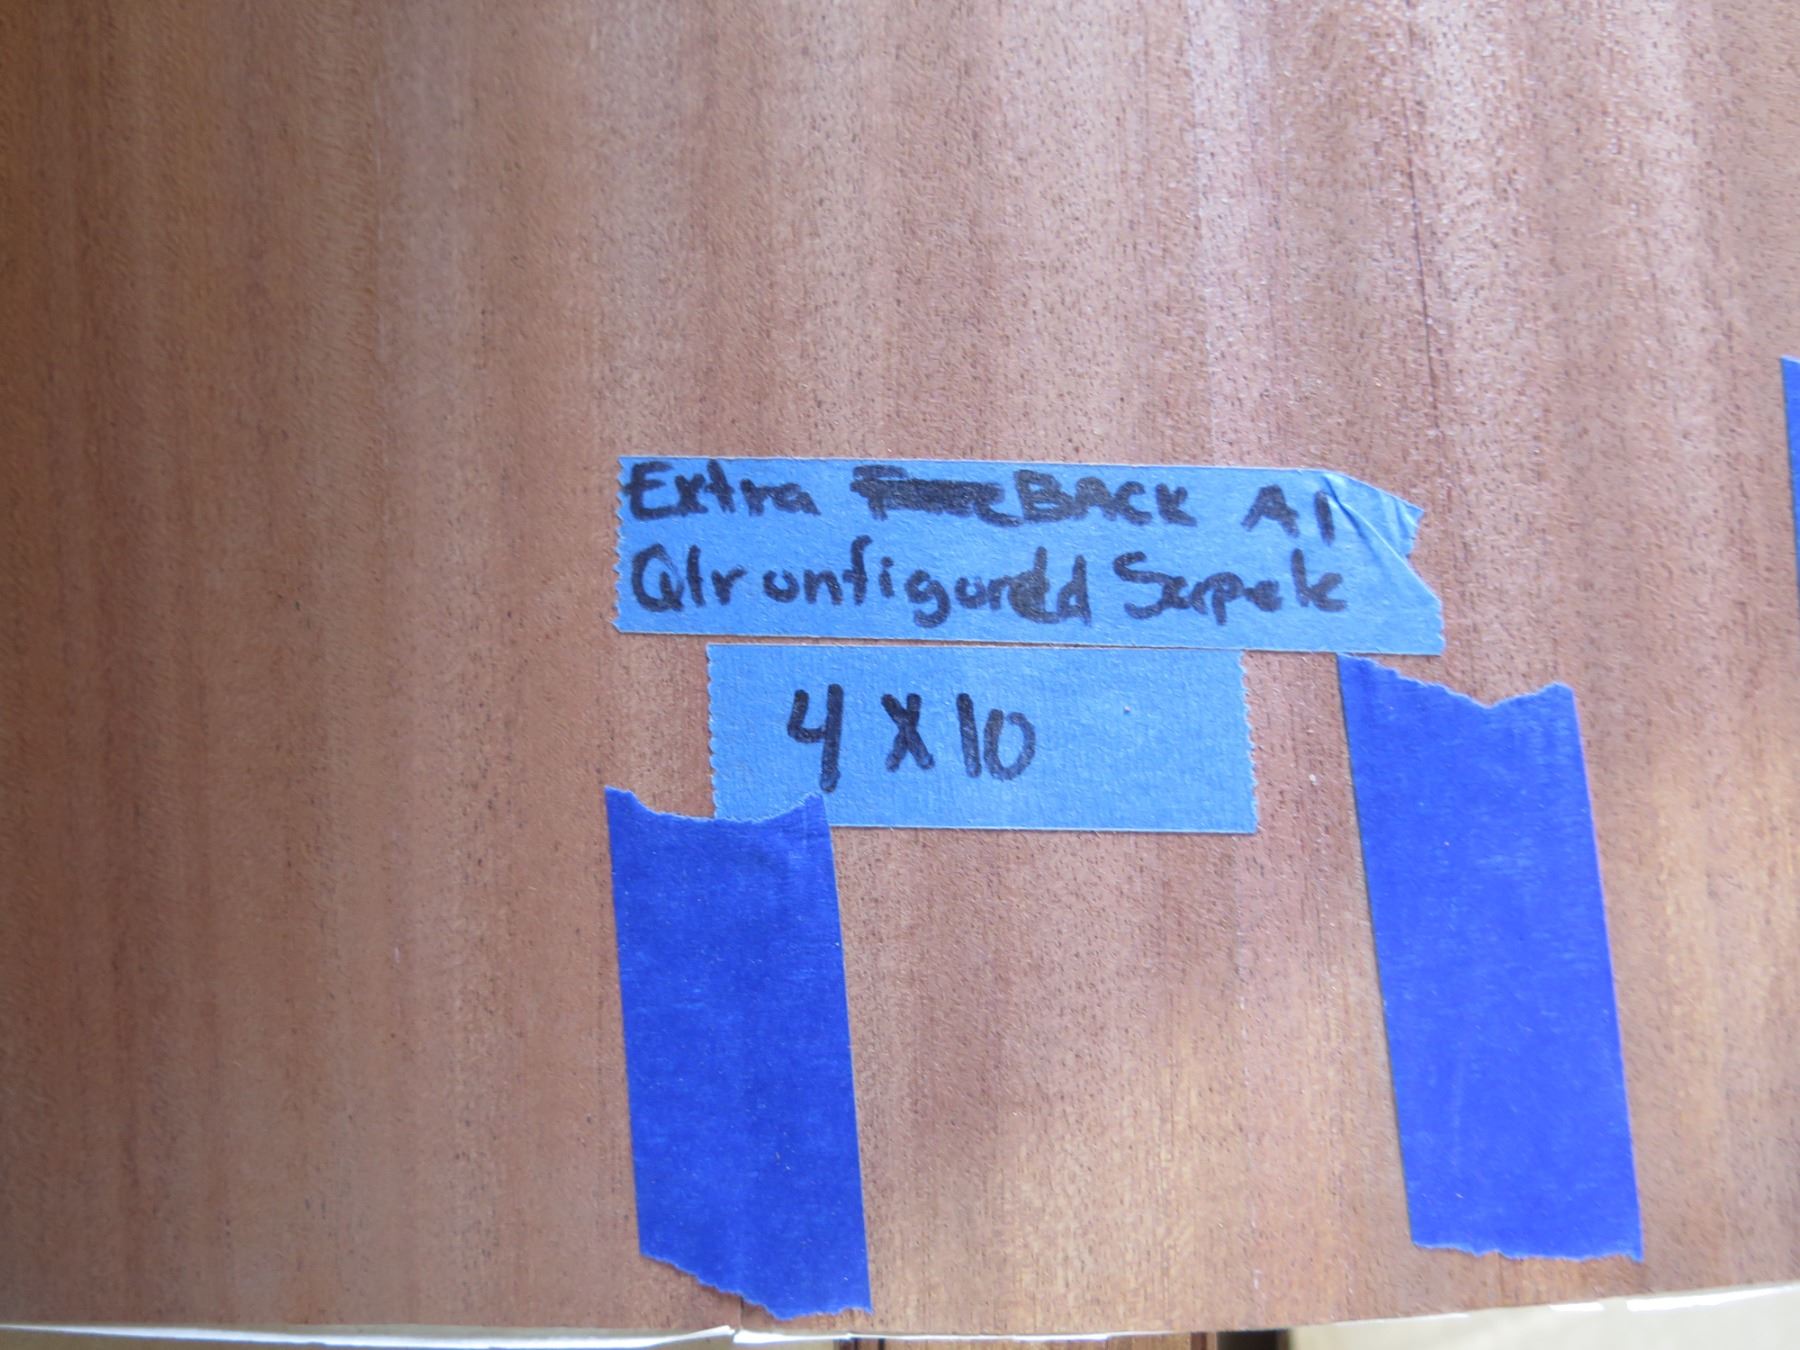 Extra BACK A1
Qtr unfigured Sapele
4 x 10